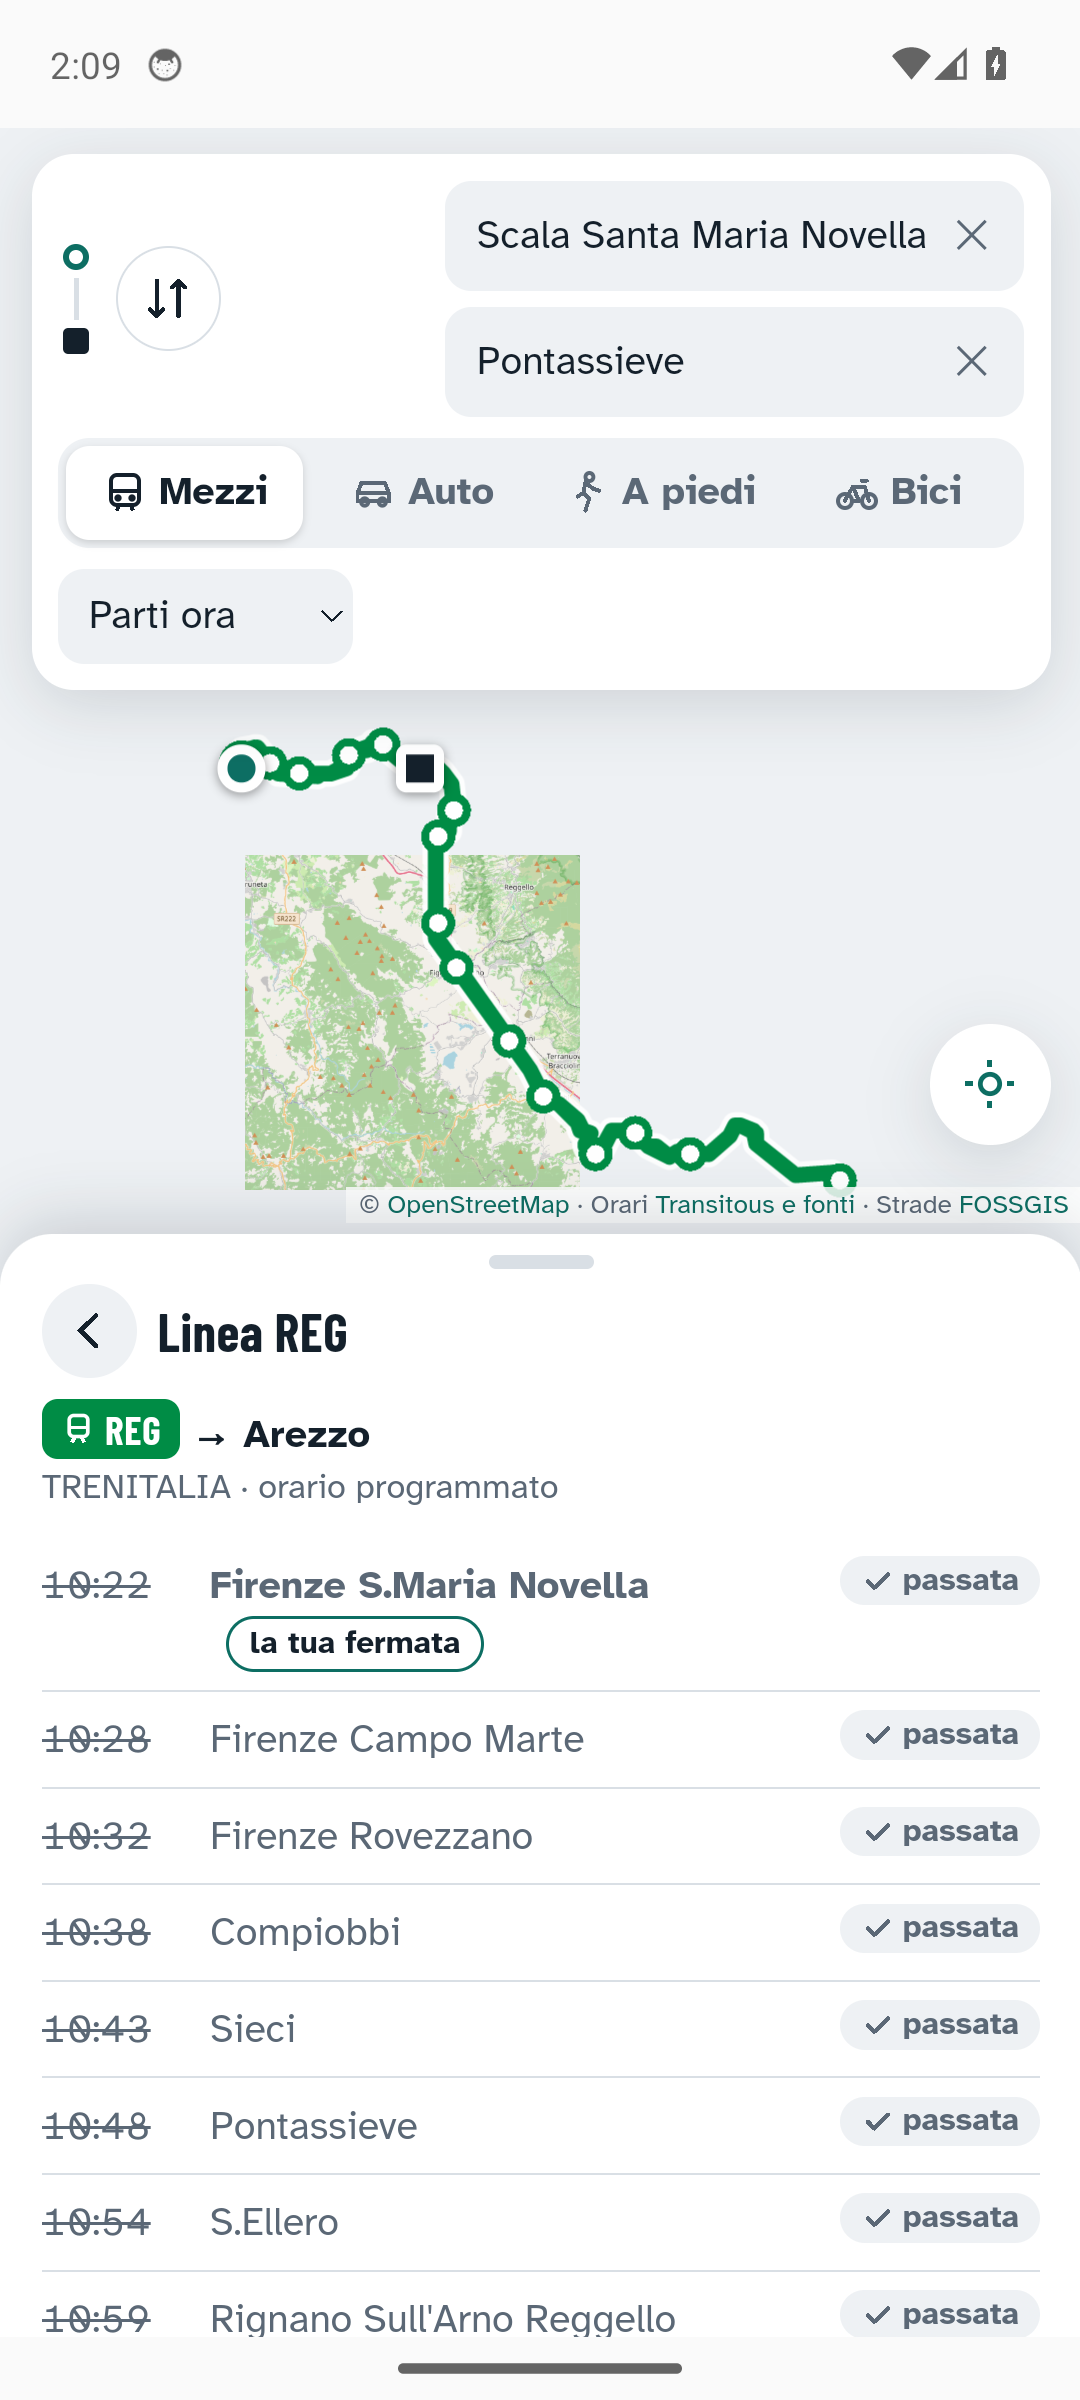 2:09
Scala Santa Maria Novella
Pontassieve
Mezzi
Auto
A piedi
Bici
Parti ora
SR222
Reggello
© OpenStreetMap · Orari Transitous e fonti · Strade FOSSGIS
Linea REG
REG → Arezzo
TRENITALIA · orario programmato
10:22 Firenze S.Maria Novella passata
la tua fermata
10:28 Firenze Campo Marte passata
10:32 Firenze Rovezzano passata
10:38 Compiobbi passata
10:43 Sieci passata
10:48 Pontassieve passata
10:54 S.Ellero passata
10:59 Rignano Sull'Arno Reggello passata